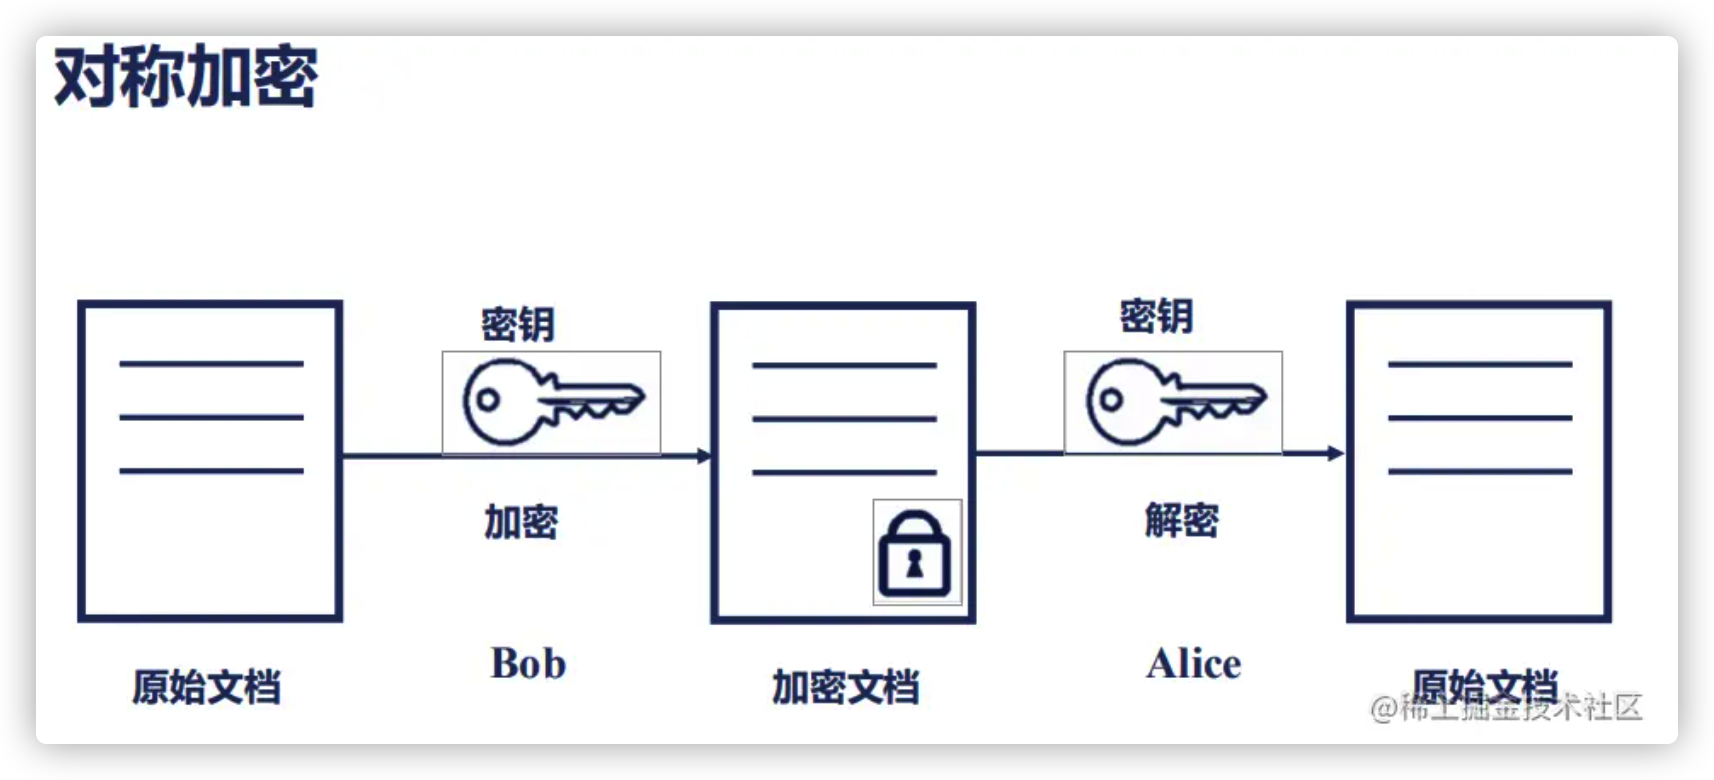 对称加密
密钥
密钥
加密
解密
Bob
Alice
原始文档
加密文档
原始文档
@稀土掘金技术社区